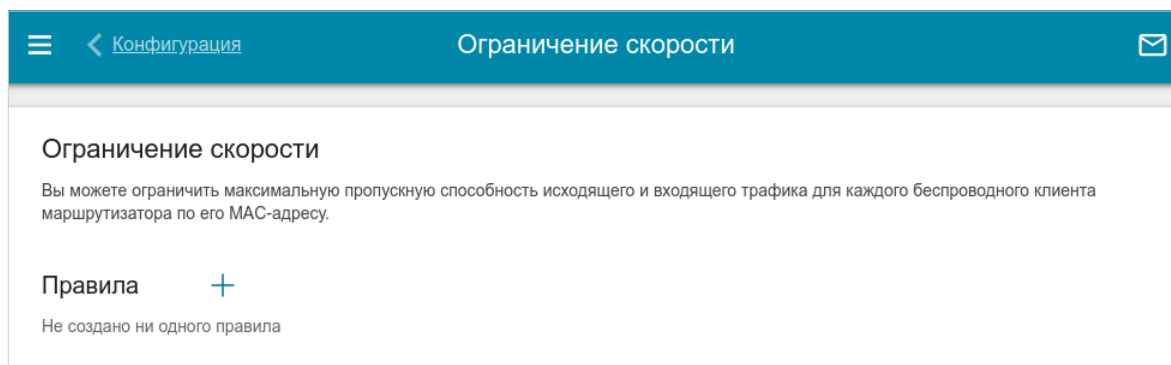 Конфигурация
Ограничение скорости
Ограничение скорости
Вы можете ограничить максимальную пропускную способность исходящего и входящего трафика для каждого беспроводного клиента
маршрутизатора по его MAC-адресу.
Правила
Не создано ни одного правила